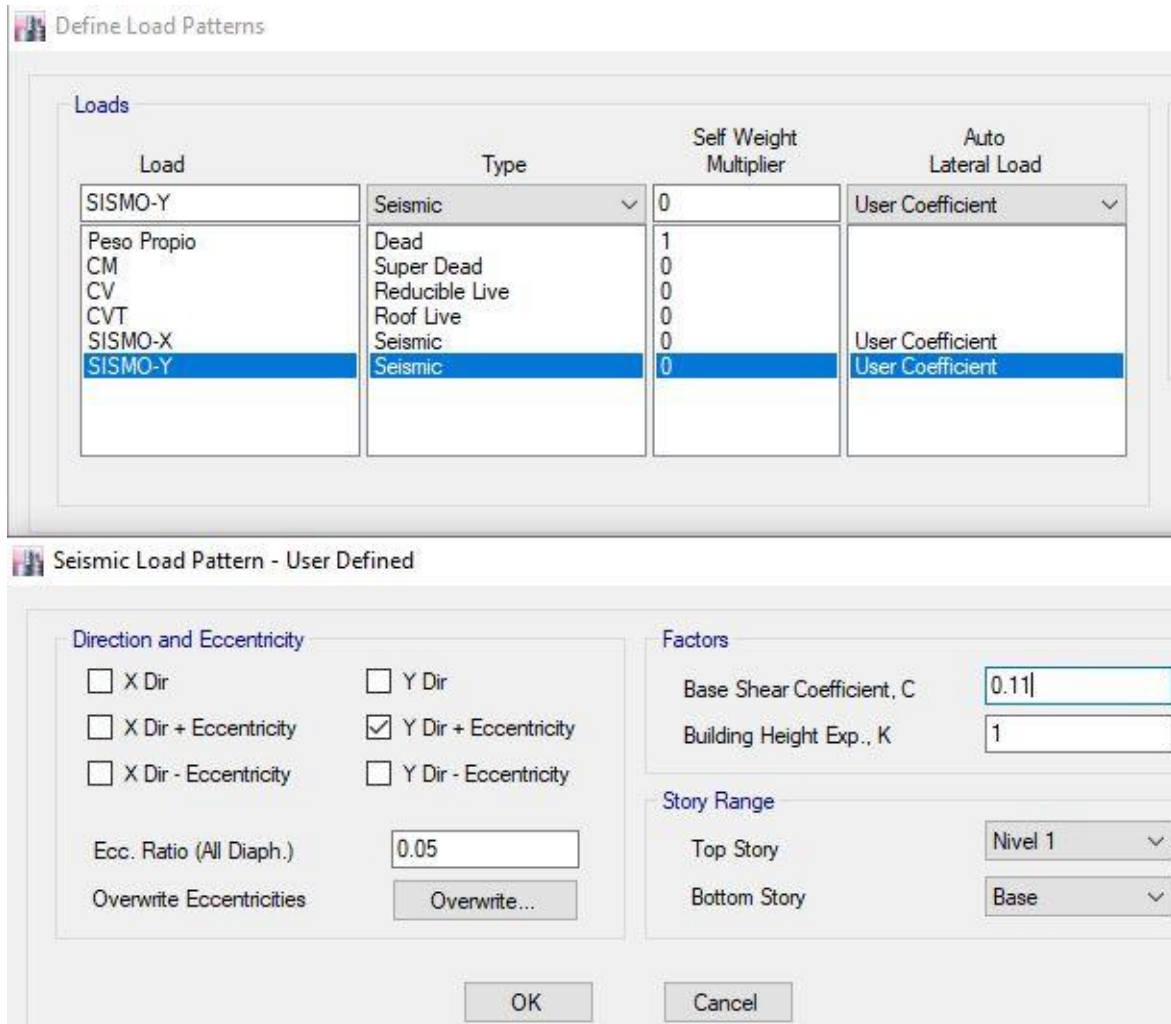 Define Load Patterns
Loads
Load Type Self Weight Multiplier Auto Lateral Load
SISMO-Y Seismic 0 User Coefficient
Peso Propio Dead 1
CM Super Dead 0
CV Reducible Live 0
CVT Roof Live 0
SISMO-X Seismic 0 User Coefficient
SISMO-Y Seismic 0 User Coefficient
Seismic Load Pattern - User Defined
Direction and Eccentricity
X Dir Y Dir
X Dir + Eccentricity Y Dir + Eccentricity
X Dir - Eccentricity Y Dir - Eccentricity
Ecc. Ratio (All Diaph.) 0.05
Overwrite Eccentricities Overwrite...
Factors
Base Shear Coefficient, C 0.11
Building Height Exp., K 1
Story Range
Top Story Nivel 1
Bottom Story Base
OK Cancel